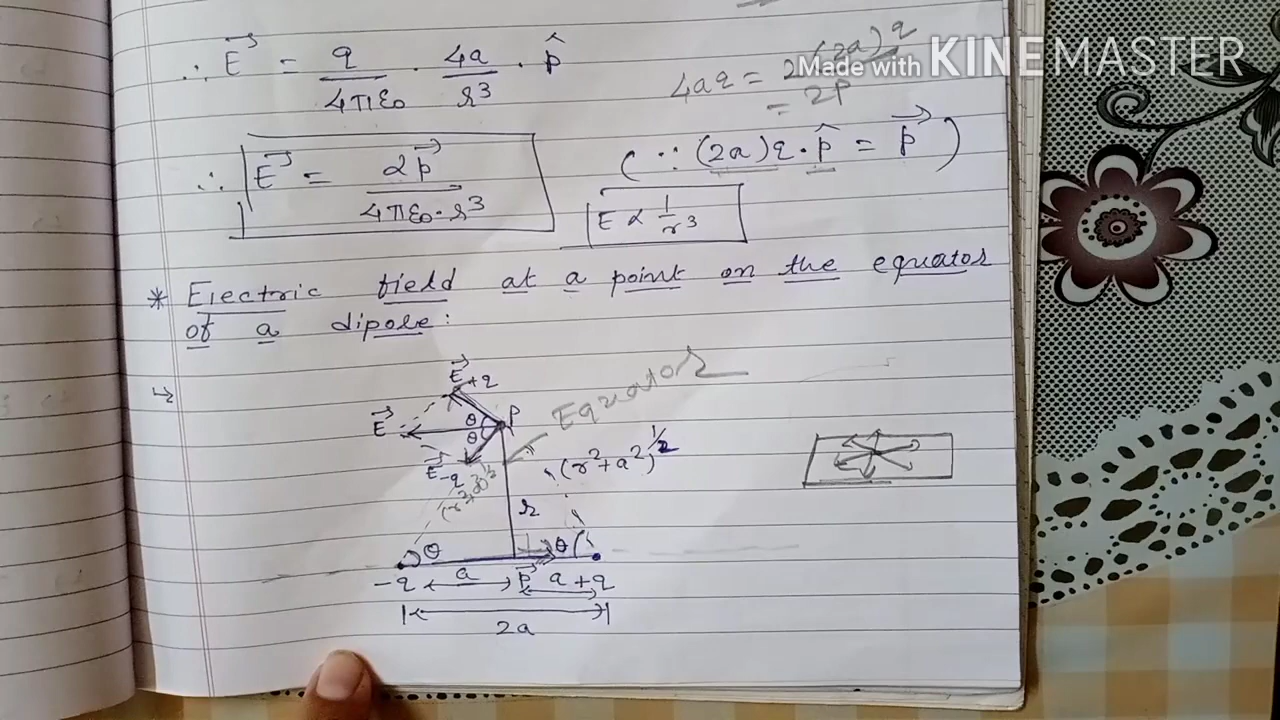 ∴ E⃗ = q/4πε₀ · 4a/r³ · p̂
Made with KINEMASTER
4aq = 2(2a)q
= 2p
∴ E⃗ = 2p⃗/4πε₀·r³
(∵ (2a)q · p̂ = p⃗)
E ∝ 1/r³
* Electric field at a point on the equator
of a dipole:
↳
E⃗+q
Equator
E⃗
θ
P
θ
E⃗-q
(r²+a²)^1/2
r
θ
θ
-q
a
p⃗
a
+q
2a